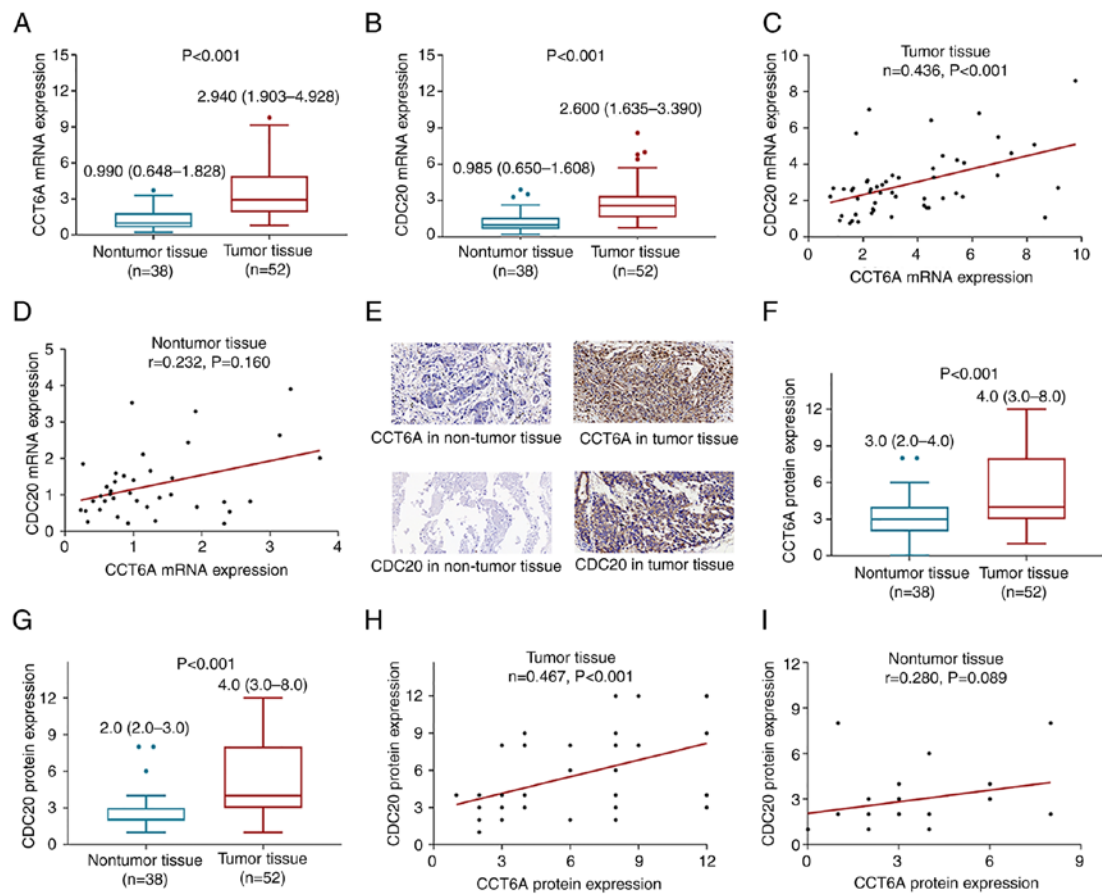 A
CCT6A mRNA expression
15
12
9
6
3
0
P<0.001
0.990 (0.648–1.828)
2.940 (1.903–4.928)
Nontumor tissue
(n=38)
Tumor tissue
(n=52)
B
CDC20 mRNA expression
15
12
9
6
3
0
P<0.001
0.985 (0.650–1.608)
2.600 (1.635–3.390)
Nontumor tissue
(n=38)
Tumor tissue
(n=52)
C
Tumor tissue
n=0.436, P<0.001
CDC20 mRNA expression
10
8
6
4
2
0
0 2 4 6 8 10
CCT6A mRNA expression
D
Nontumor tissue
r=0.232, P=0.160
CDC20 mRNA expression
5
4
3
2
1
0
0 1 2 3 4
CCT6A mRNA expression
E
CCT6A in non-tumor tissue
CCT6A in tumor tissue
CDC20 in non-tumor tissue
CDC20 in tumor tissue
F
CCT6A protein expression
15
12
9
6
3
0
P<0.001
3.0 (2.0–4.0)
4.0 (3.0–8.0)
Nontumor tissue
(n=38)
Tumor tissue
(n=52)
G
CDC20 protein expression
15
12
9
6
3
0
P<0.001
2.0 (2.0–3.0)
4.0 (3.0–8.0)
Nontumor tissue
(n=38)
Tumor tissue
(n=52)
H
Tumor tissue
n=0.467, P<0.001
CDC20 protein expression
15
12
9
6
3
0
0 3 6 9 12
CCT6A protein expression
I
Nontumor tissue
r=0.280, P=0.089
CDC20 protein expression
12
9
6
3
0
0 3 6 9
CCT6A protein expression